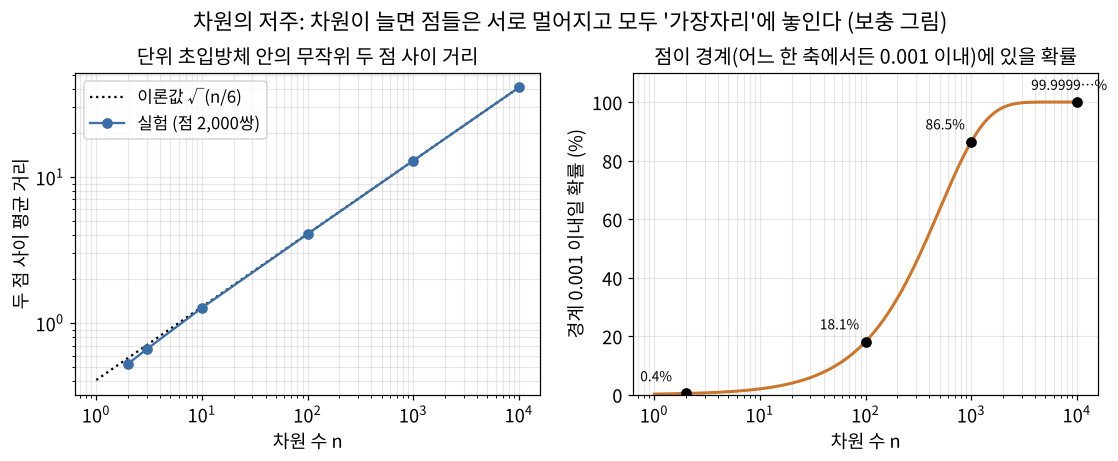 차원의 저주: 차원이 늘면 점들은 서로 멀어지고 모두 '가장자리'에 놓인다 (보충 그림)
단위 초입방체 안의 무작위 두 점 사이 거리
이론값 √(n/6)
실험 (점 2,000쌍)
두 점 사이 평균 거리
10¹
10⁰
10⁰ 10¹ 10² 10³ 10⁴
차원 수 n
점이 경계(어느 한 축에서든 0.001 이내)에 있을 확률
경계 0.001 이내일 확률 (%)
100
80
60
40
20
0
0.4%
18.1%
86.5%
99.9999⋯%
10⁰ 10¹ 10² 10³ 10⁴
차원 수 n